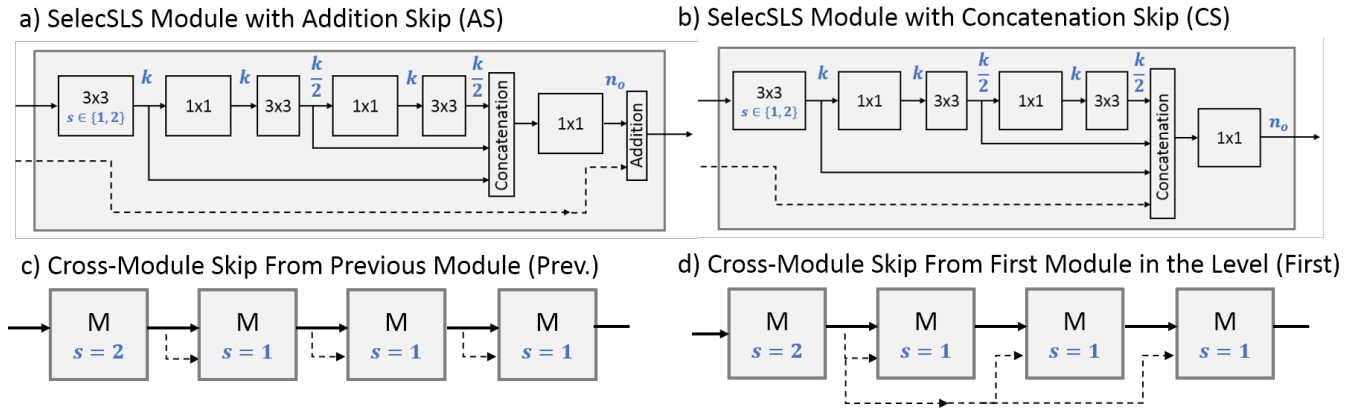 a) SelecSLS Module with Addition Skip (AS)
3x3
s ∈ {1, 2}
k
1x1
k
3x3
k/2
1x1
k
3x3
k/2
Concatenation
1x1
n_o
Addition
b) SelecSLS Module with Concatenation Skip (CS)
3x3
s ∈ {1, 2}
k
1x1
k
3x3
k/2
1x1
k
3x3
k/2
Concatenation
1x1
n_o
c) Cross-Module Skip From Previous Module (Prev.)
M
s = 2
M
s = 1
M
s = 1
M
s = 1
d) Cross-Module Skip From First Module in the Level (First)
M
s = 2
M
s = 1
M
s = 1
M
s = 1